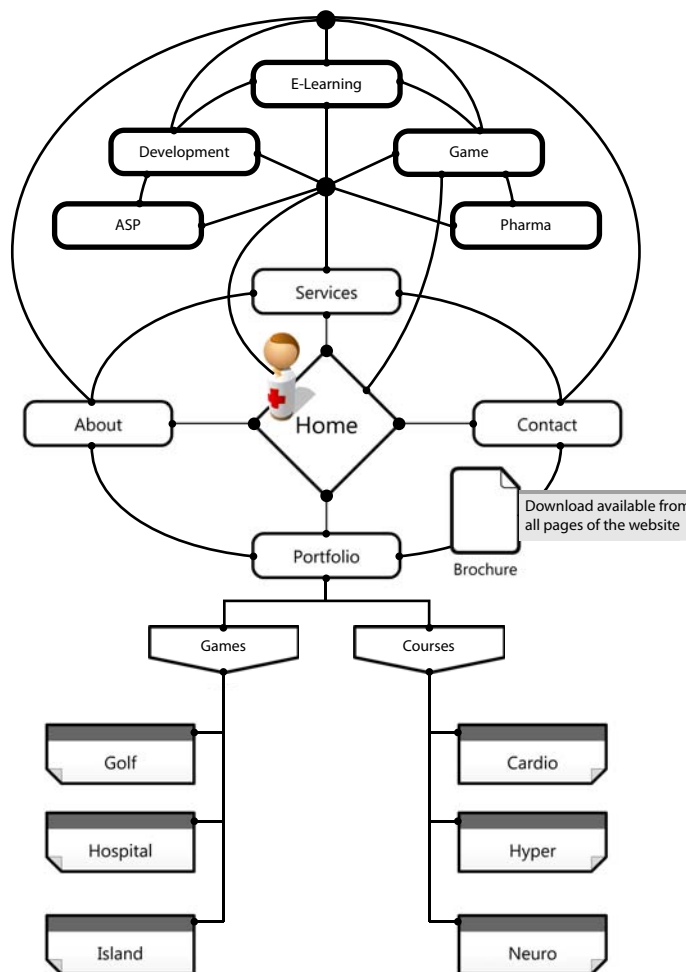 E-Learning
Development
Game
ASP
Pharma
Services
About
Home
Contact
Download available from
all pages of the website
Portfolio
Brochure
Games
Courses
Golf
Cardio
Hospital
Hyper
Island
Neuro